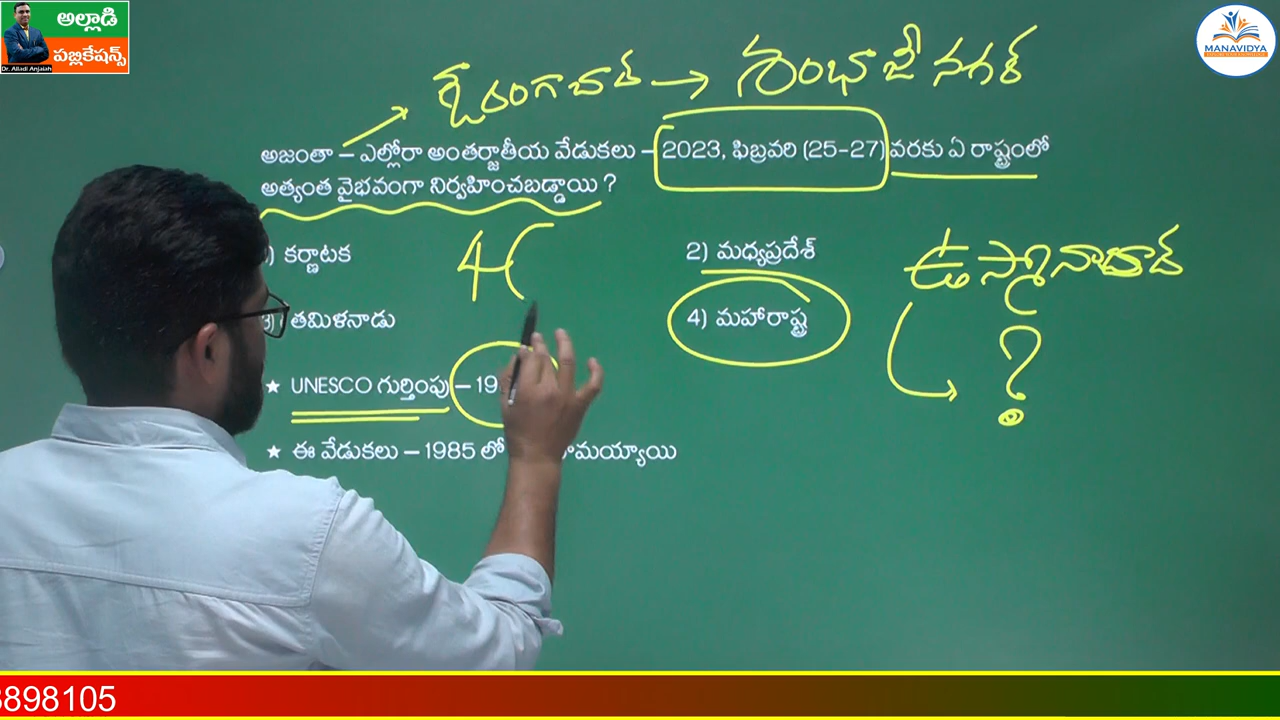 అల్లాడి
పబ్లికేషన్స్
Dr. Alladi Anjaiah
MANAVIDYA
ఔరంగాబాద్ → శంభాజీ నగర్
అజంతా – ఎల్లోరా అంతర్జాతీయ వేడుకలు – 2023, ఫిబ్రవరి (25-27) వరకు ఏ రాష్ట్రంలో
అత్యంత వైభవంగా నిర్వహించబడ్డాయి ?
) కర్ణాటక
4(
2) మధ్యప్రదేశ్
ఉస్మానాబాద్
3) తమిళనాడు
4) మహారాష్ట్ర
?
★ UNESCO గుర్తింపు – 19
★ ఈ వేడుకలు – 1985 లో
3898105